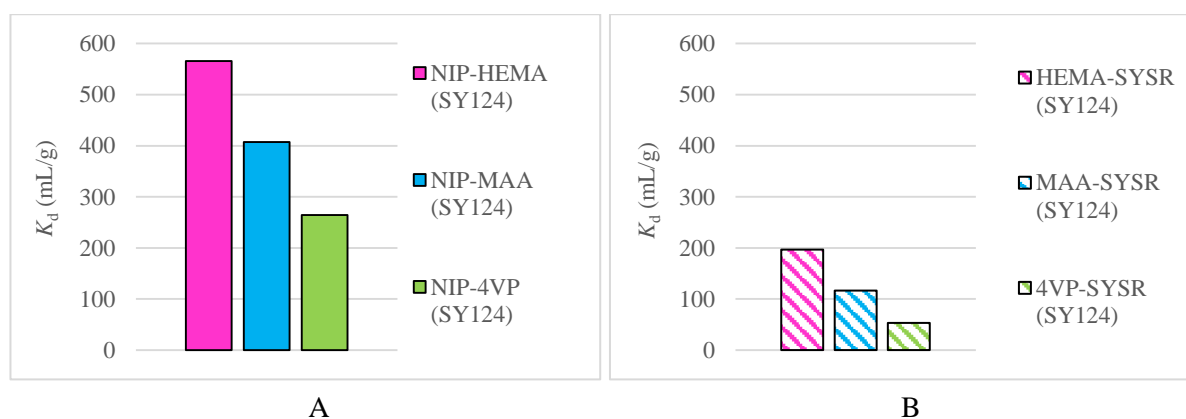 600
500
400
300
200
100
0
Kd (mL/g)
NIP-HEMA
(SY124)
NIP-MAA
(SY124)
NIP-4VP
(SY124)
A
600
500
400
300
200
100
0
Kd (mL/g)
HEMA-SYSR
(SY124)
MAA-SYSR
(SY124)
4VP-SYSR
(SY124)
B